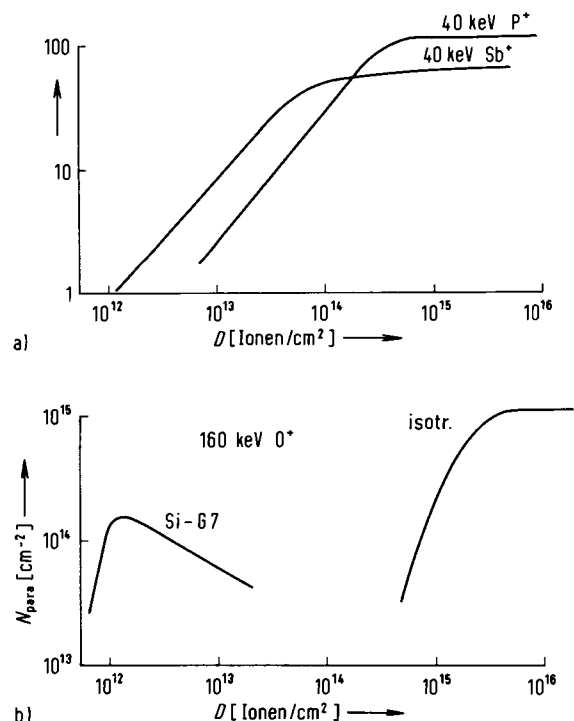 40 keV P⁺
40 keV Sb⁺
100
10
1
10¹² 10¹³ 10¹⁴ 10¹⁵ 10¹⁶
D [Ionen/cm²]
a)
160 keV O⁺
isotr.
Si-G7
10¹⁵
10¹⁴
10¹³
N para [cm⁻²]
10¹² 10¹³ 10¹⁴ 10¹⁵ 10¹⁶
D [Ionen/cm²]
b)